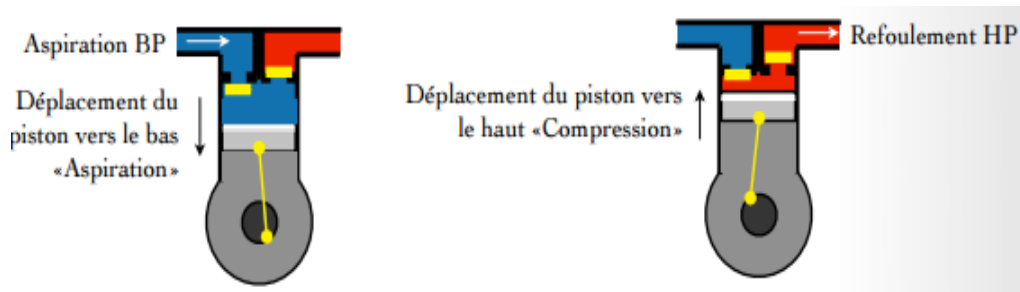 Aspiration BP
Déplacement du
piston vers le bas
«Aspiration»
Refoulement HP
Déplacement du piston vers
le haut «Compression»